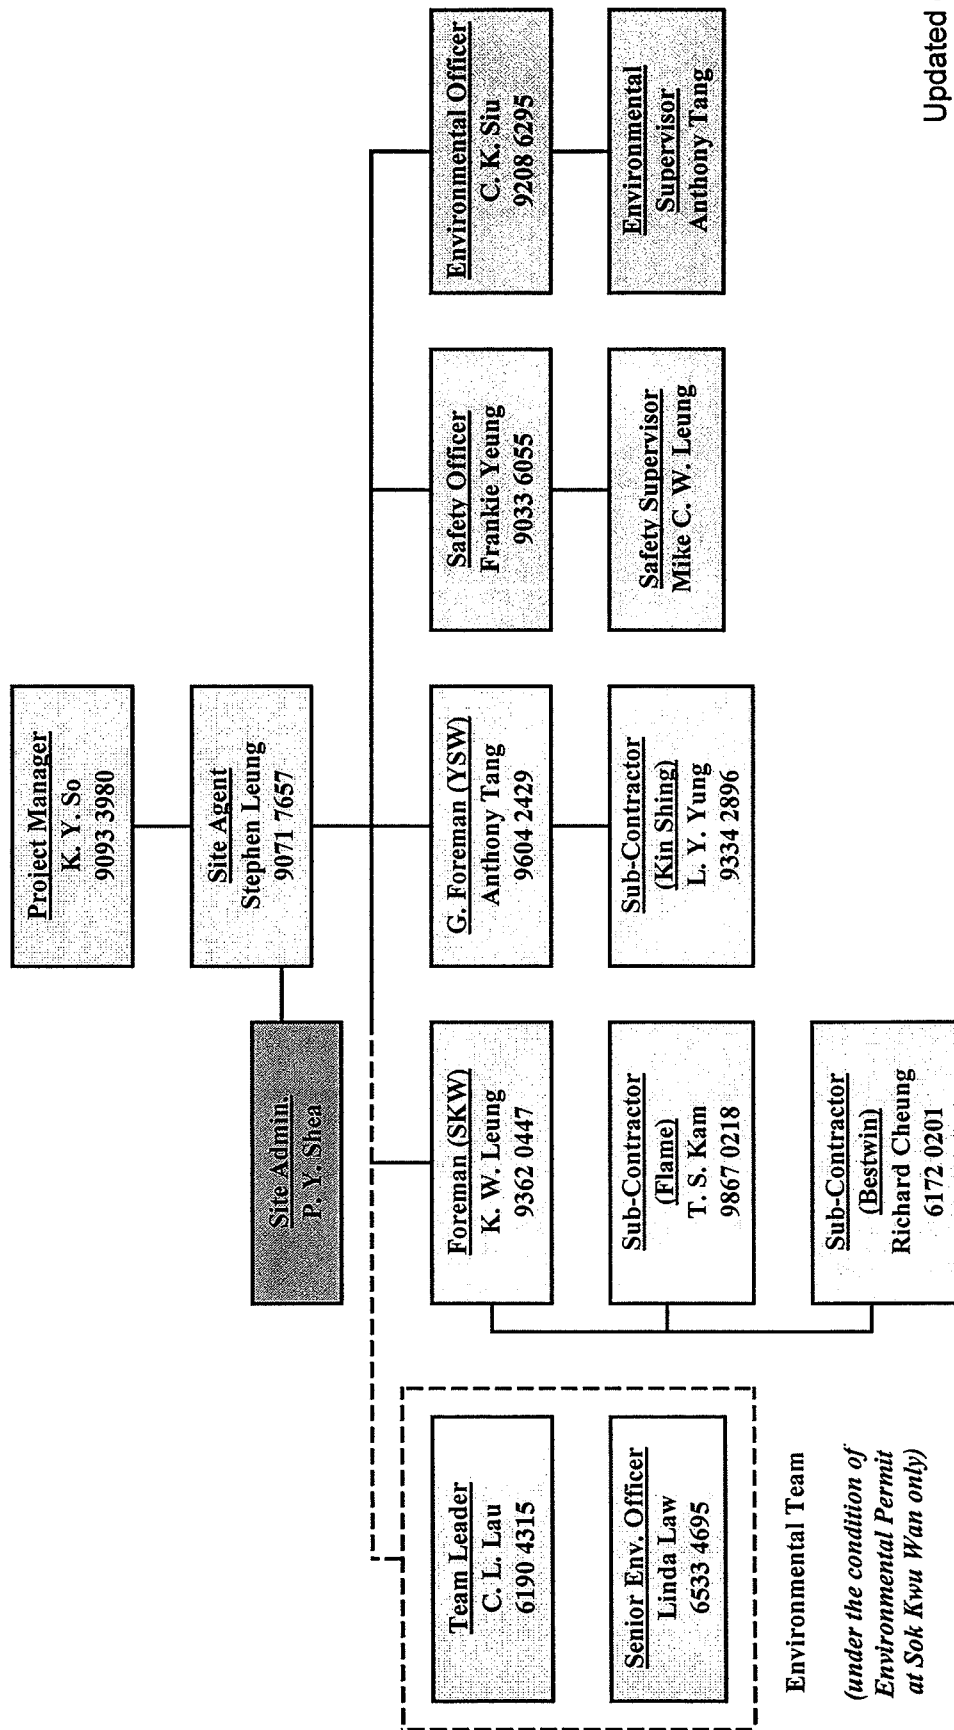 Project Manager
K. Y. So
9093 3980
Site Agent
Stephen Leung
9071 7657
Site Admin.
P. Y. Shea
Team Leader
C. L. Lau
6190 4315
Senior Env. Officer
Linda Law
6533 4695
Environmental Team
(under the condition of
Environmental Permit
at Sok Kwu Wan only)
Foreman (SKW)
K. W. Leung
9362 0447
Sub-Contractor
(Flame)
T. S. Kam
9867 0218
Sub-Contractor
(Bestwin)
Richard Cheung
6172 0201
G. Foreman (YSW)
Anthony Tang
9604 2429
Sub-Contractor
(Kin Shing)
L. Y. Yung
9334 2896
Safety Officer
Frankie Yeung
9033 6055
Safety Supervisor
Mike C. W. Leung
Environmental Officer
C. K. Siu
9208 6295
Environmental
Supervisor
Anthony Tang
Updated